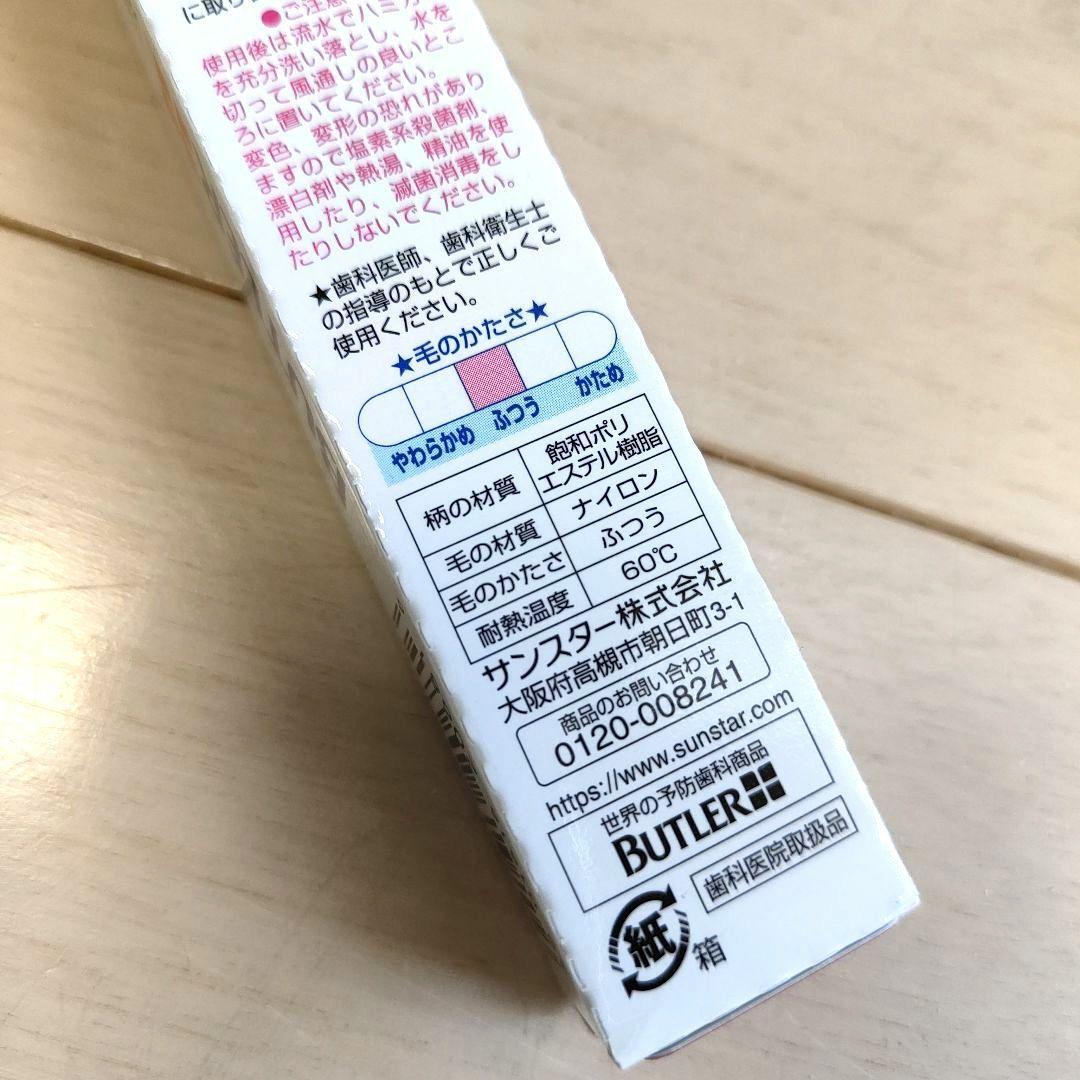 に取り
●ご注意
使用後は流水でハミガ
を充分洗い落とし、水を
切って風通しの良いとこ
ろに置いてください。
変色、変形の恐れがあり
ますので塩素系殺菌剤、
漂白剤や熱湯、精油を使
用したり、滅菌消毒をし
たりしないでください。
★歯科医師、歯科衛生士
の指導のもとで正しくご
使用ください。
★毛のかたさ★
やわらかめ ふつう かため
柄の材質 飽和ポリ
エステル樹脂
毛の材質 ナイロン
毛のかたさ ふつう
耐熱温度 60℃
サンスター株式会社
大阪府高槻市朝日町3-1
商品のお問い合わせ
0120-008241
https://www.sunstar.com
世界の予防歯科商品
BUTLER
歯科医院取扱品
紙 箱